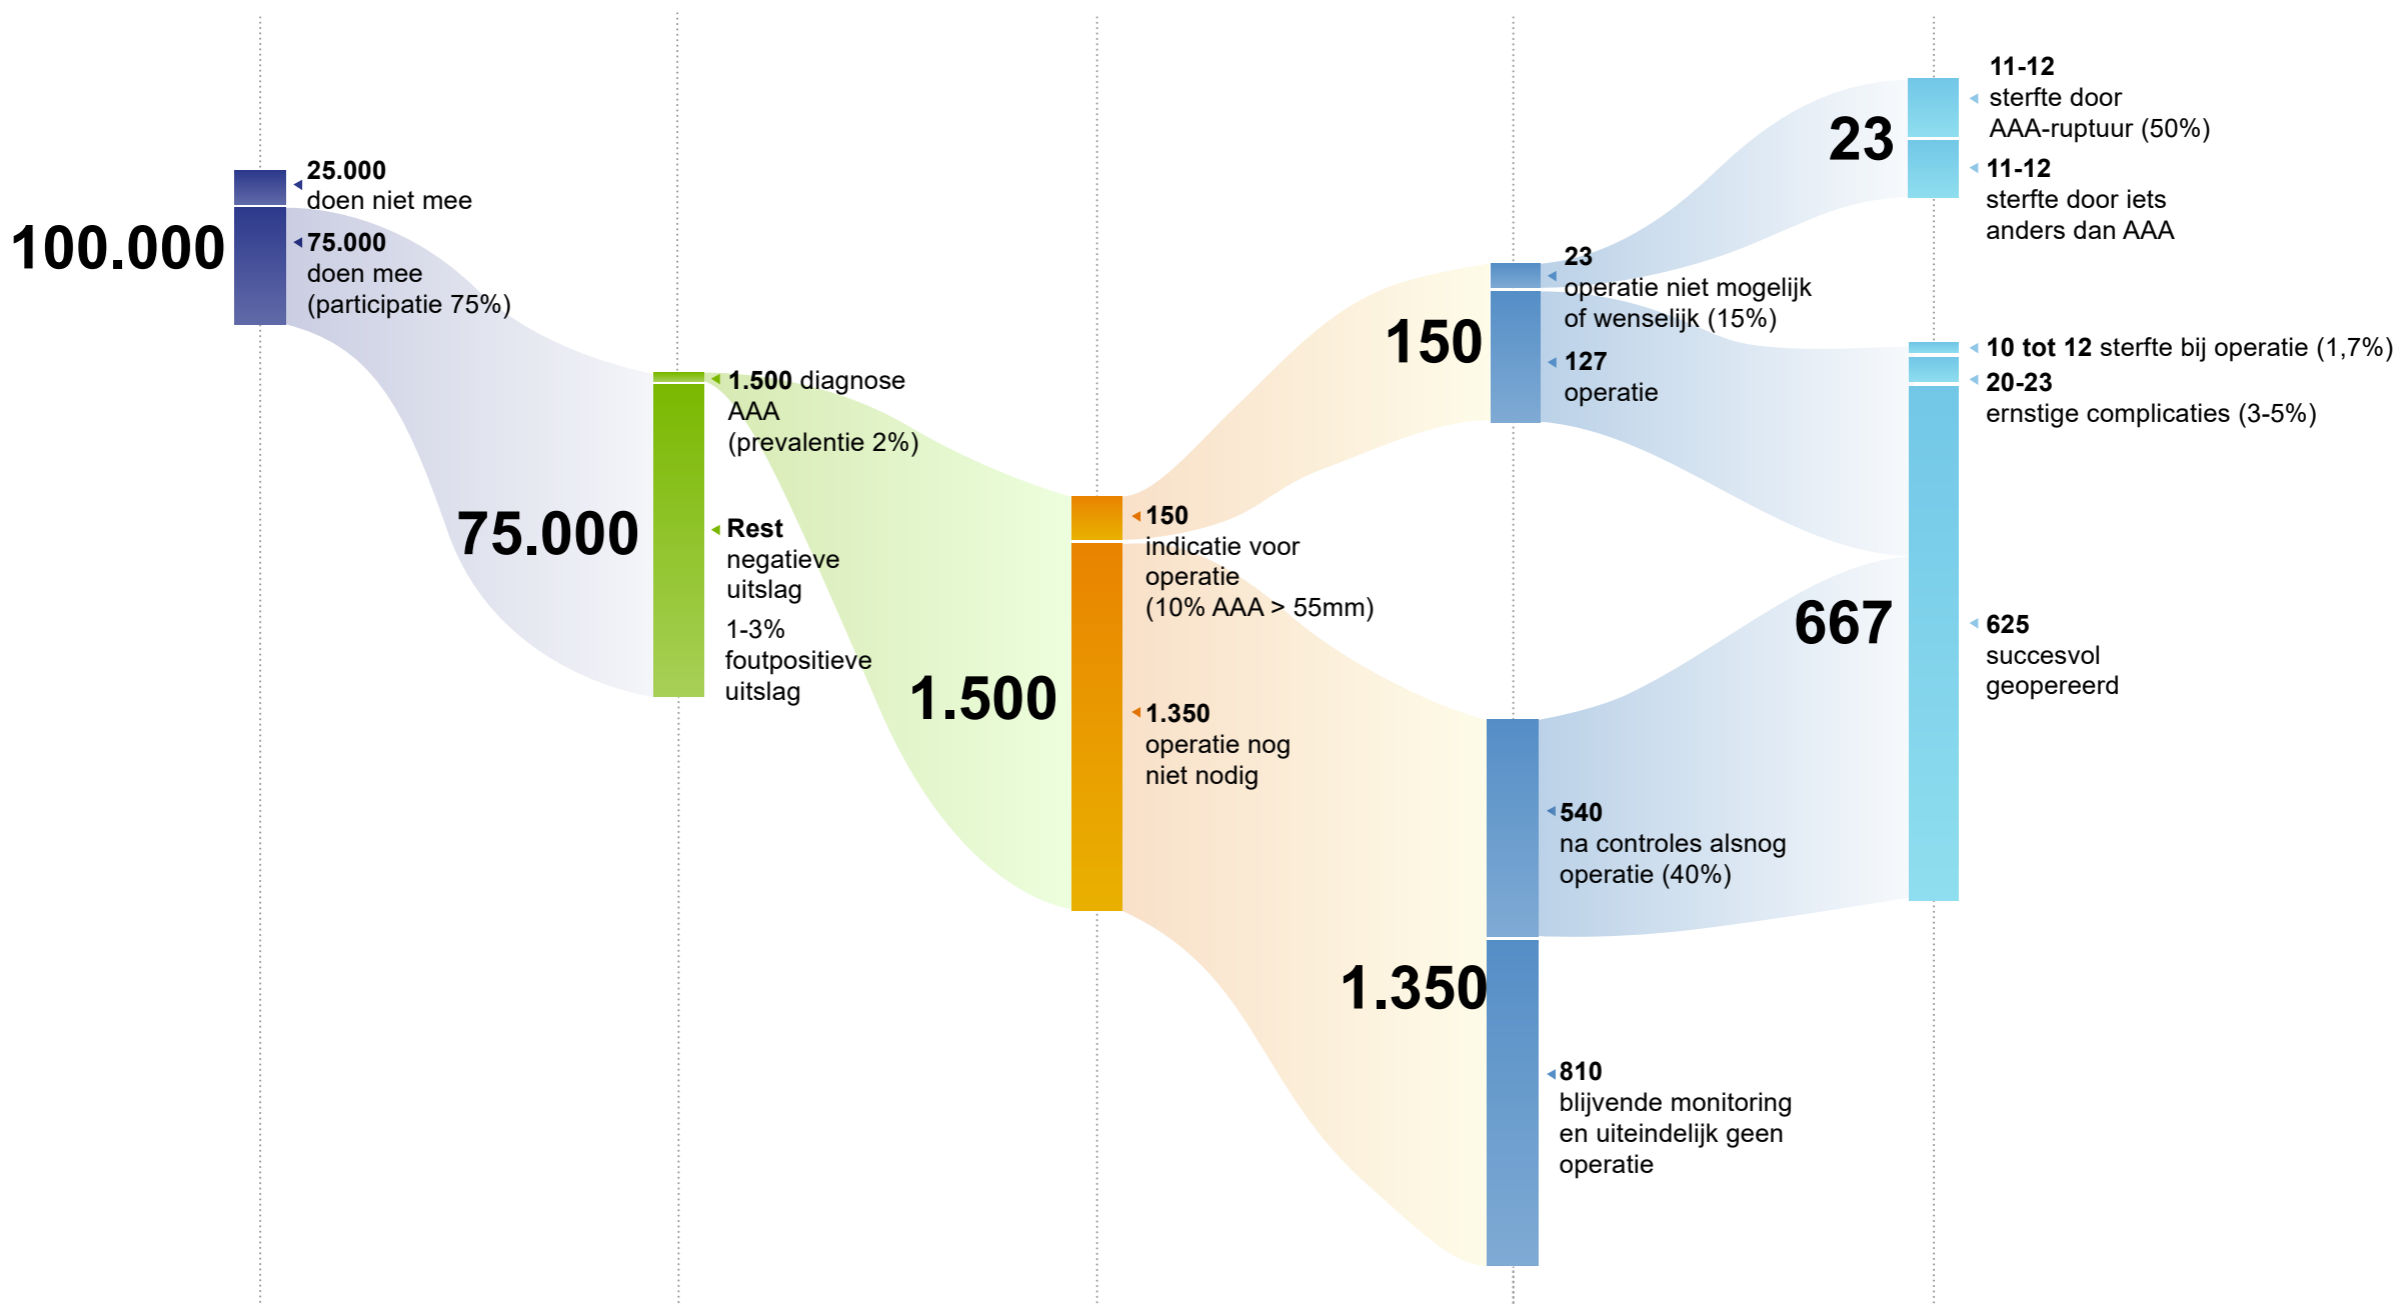 100.000
25.000
doen niet mee
75.000
doen mee
(participatie 75%)
75.000
1.500 diagnose
AAA
(prevalentie 2%)
Rest
negatieve
uitslag
1-3%
foutpositieve
uitslag
1.500
150
indicatie voor
operatie
(10% AAA > 55mm)
1.350
operatie nog
niet nodig
150
23
operatie niet mogelijk
of wenselijk (15%)
127
operatie
1.350
540
na controles alsnog
operatie (40%)
810
blijvende monitoring
en uiteindelijk geen
operatie
23
11-12
sterfte door
AAA-ruptuur (50%)
11-12
sterfte door iets
anders dan AAA
667
10 tot 12 sterfte bij operatie (1,7%)
20-23
ernstige complicaties (3-5%)
625
succesvol
geopereerd